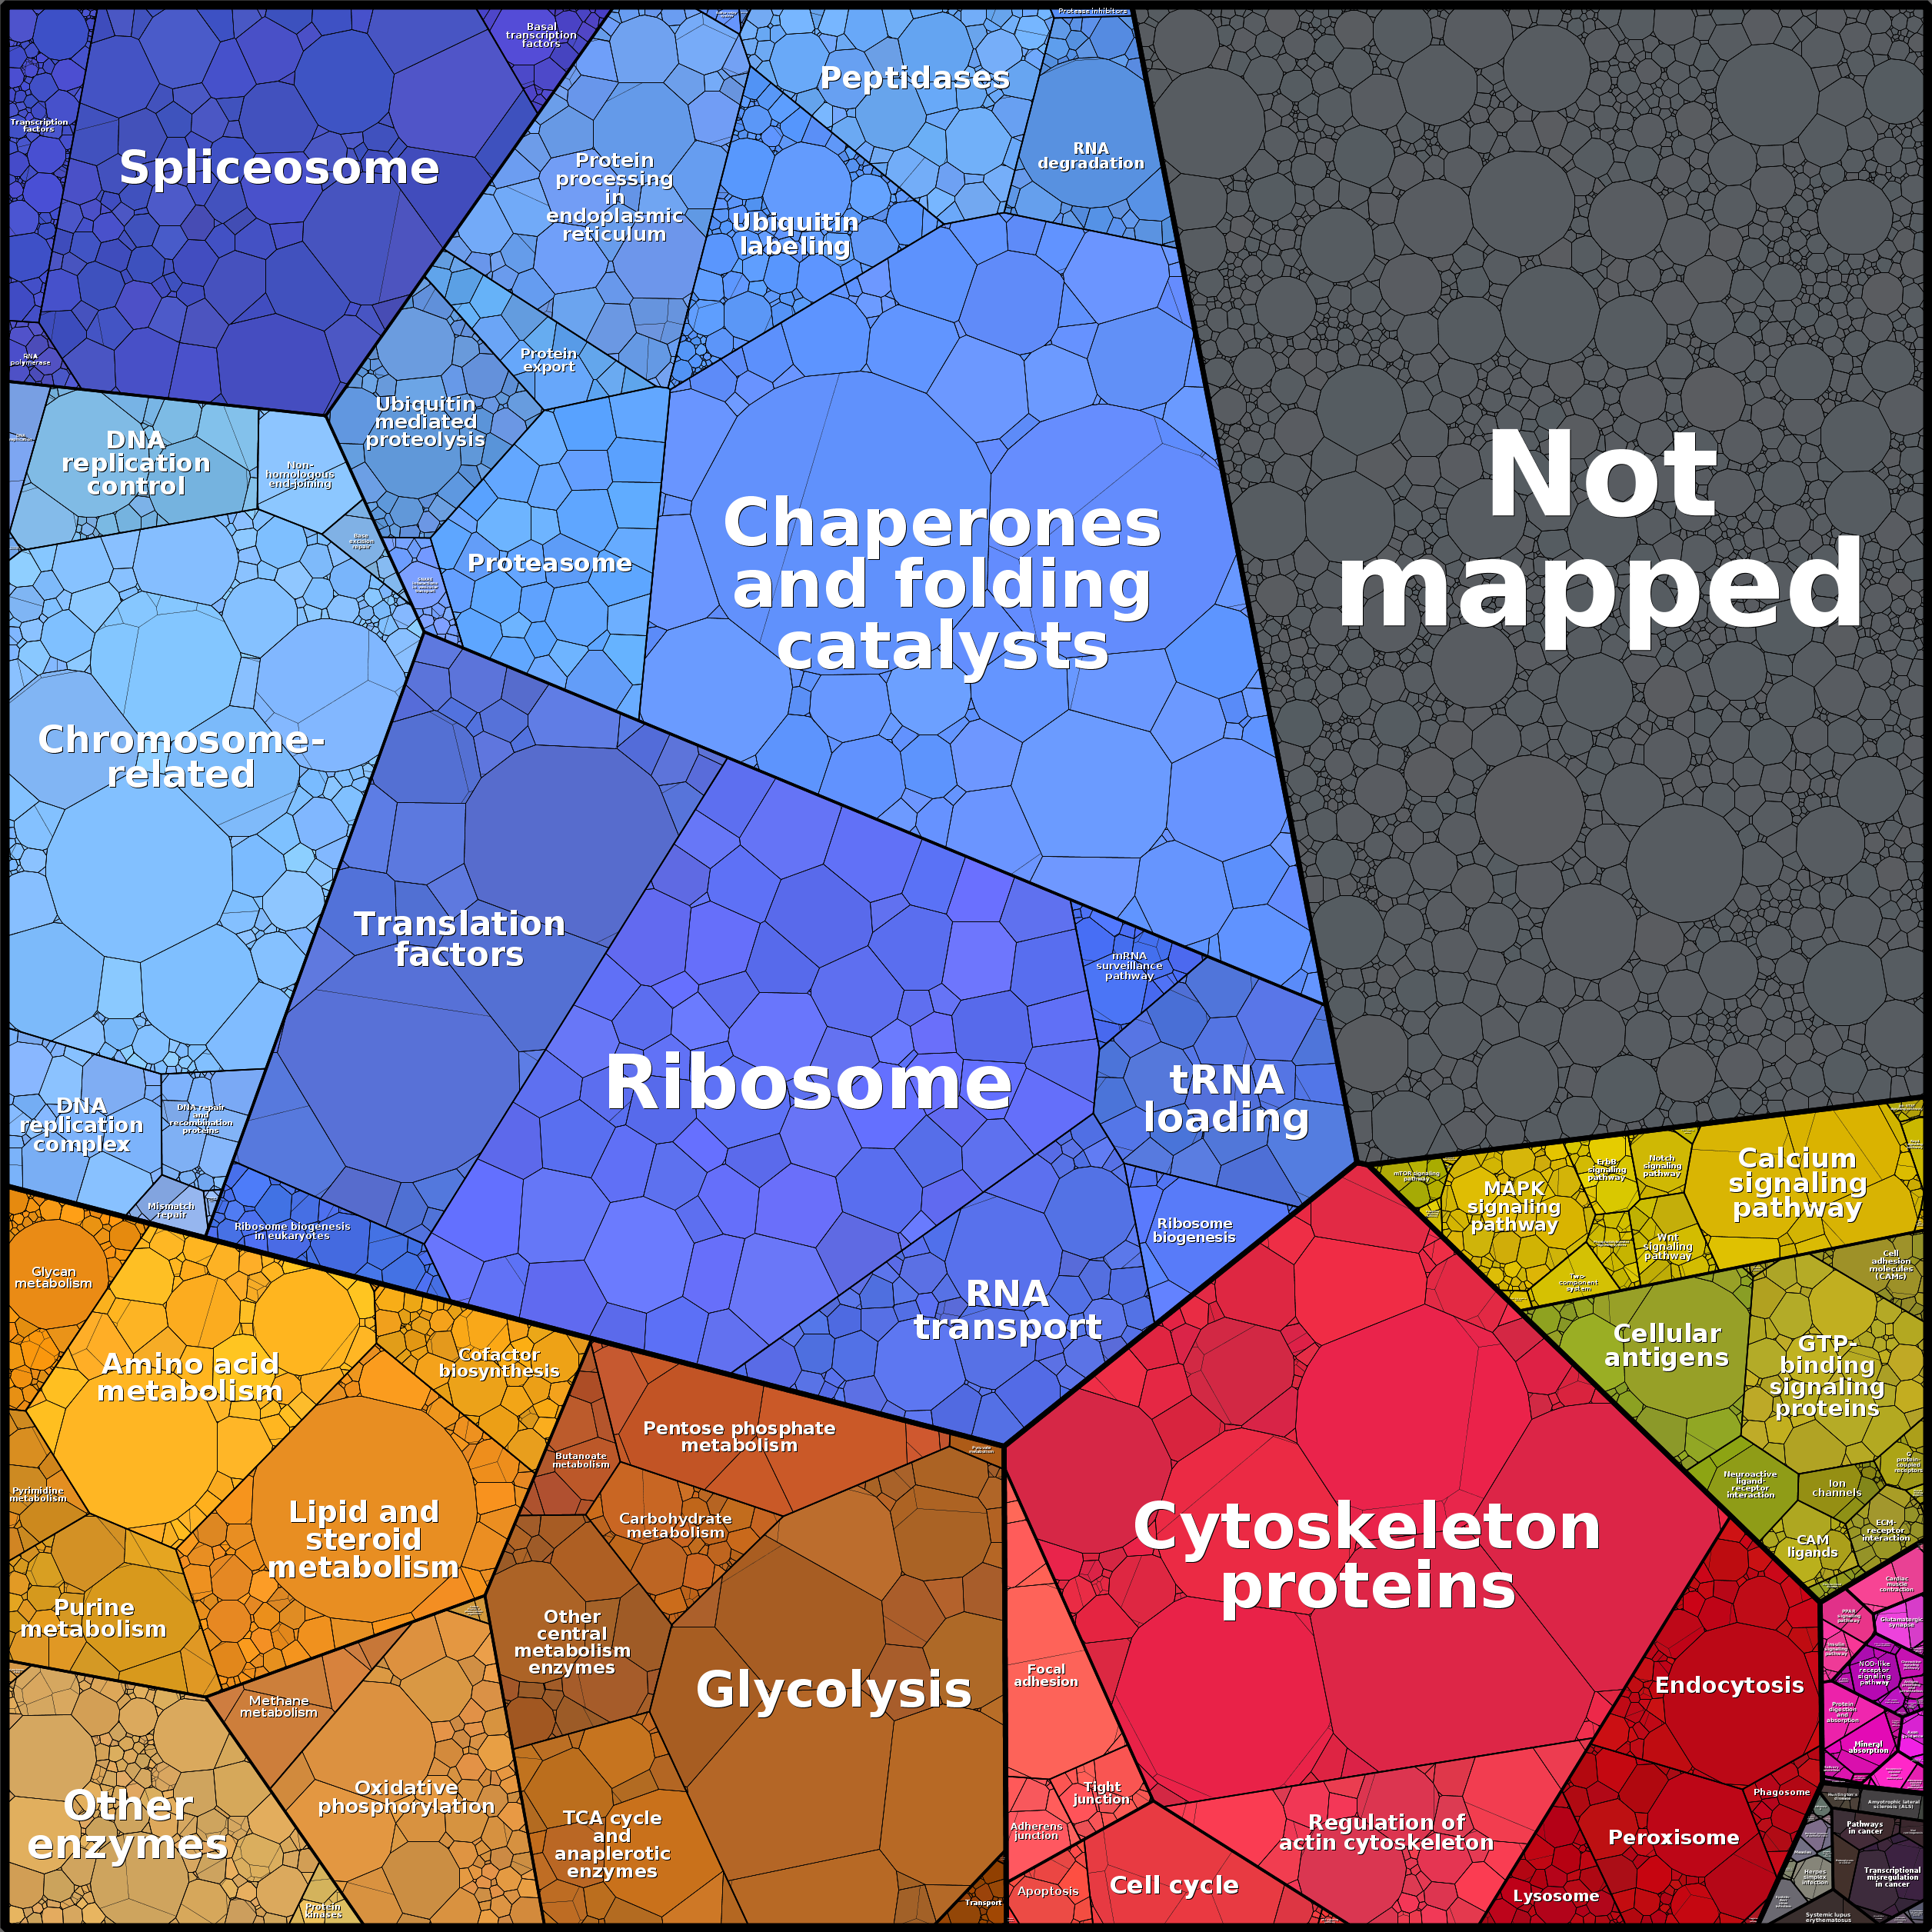 Basal
transcription
factors
Protease inhibitors
Transcription
factors
Spliceosome
RNA
polymerase
Peptidases
RNA
degradation
Protein
processing
in
endoplasmic
reticulum
Ubiquitin
labeling
Protein
export
Ubiquitin
mediated
proteolysis
Proteasome
Chaperones
and folding
catalysts
Not
mapped
DNA
replication
control
Non-
homologous
end-joining
Base
excision
repair
Chromosome-
related
DNA
replication
complex
DNA repair
and
recombination
proteins
Mismatch
repair
Translation
factors
Ribosome
mRNA
surveillance
pathway
tRNA
loading
Ribosome biogenesis
in eukaryotes
Ribosome
biogenesis
RNA
transport
mTOR signaling
pathway
MAPK
signaling
pathway
ErbB
signaling
pathway
Notch
signaling
pathway
Wnt
signaling
pathway
Two-
component
system
Calcium
signaling
pathway
Cell
adhesion
molecules
(CAMs)
Cellular
antigens
GTP-
binding
signaling
proteins
G
protein-
coupled
receptors
Neuroactive
ligand-
receptor
interaction
Ion
channels
ECM-
receptor
interaction
CAM
ligands
Glycan
metabolism
Amino acid
metabolism
Cofactor
biosynthesis
Pyrimidine
metabolism
Lipid and
steroid
metabolism
Purine
metabolism
Butanoate
metabolism
Pentose phosphate
metabolism
Pyruvate
metabolism
Carbohydrate
metabolism
Other
central
metabolism
enzymes
Glycolysis
Methane
metabolism
Oxidative
phosphorylation
Other
enzymes
Protein
kinases
TCA cycle
and
anaplerotic
enzymes
Transport
Cytoskeleton
proteins
Focal
adhesion
Tight
junction
Adherens
junction
Apoptosis
Cell cycle
Regulation of
actin cytoskeleton
Endocytosis
Phagosome
Peroxisome
Lysosome
Cardiac
muscle
contraction
PPAR
signaling
pathway
Glutamatergic
synapse
Insulin
signaling
pathway
NOD-like
receptor
signaling
pathway
Protein
digestion
and
absorption
Mineral
absorption
Amyotrophic lateral
sclerosis (ALS)
Pathways
in cancer
Herpes
simplex
infection
Transcriptional
misregulation
in cancer
Systemic lupus
erythematosus